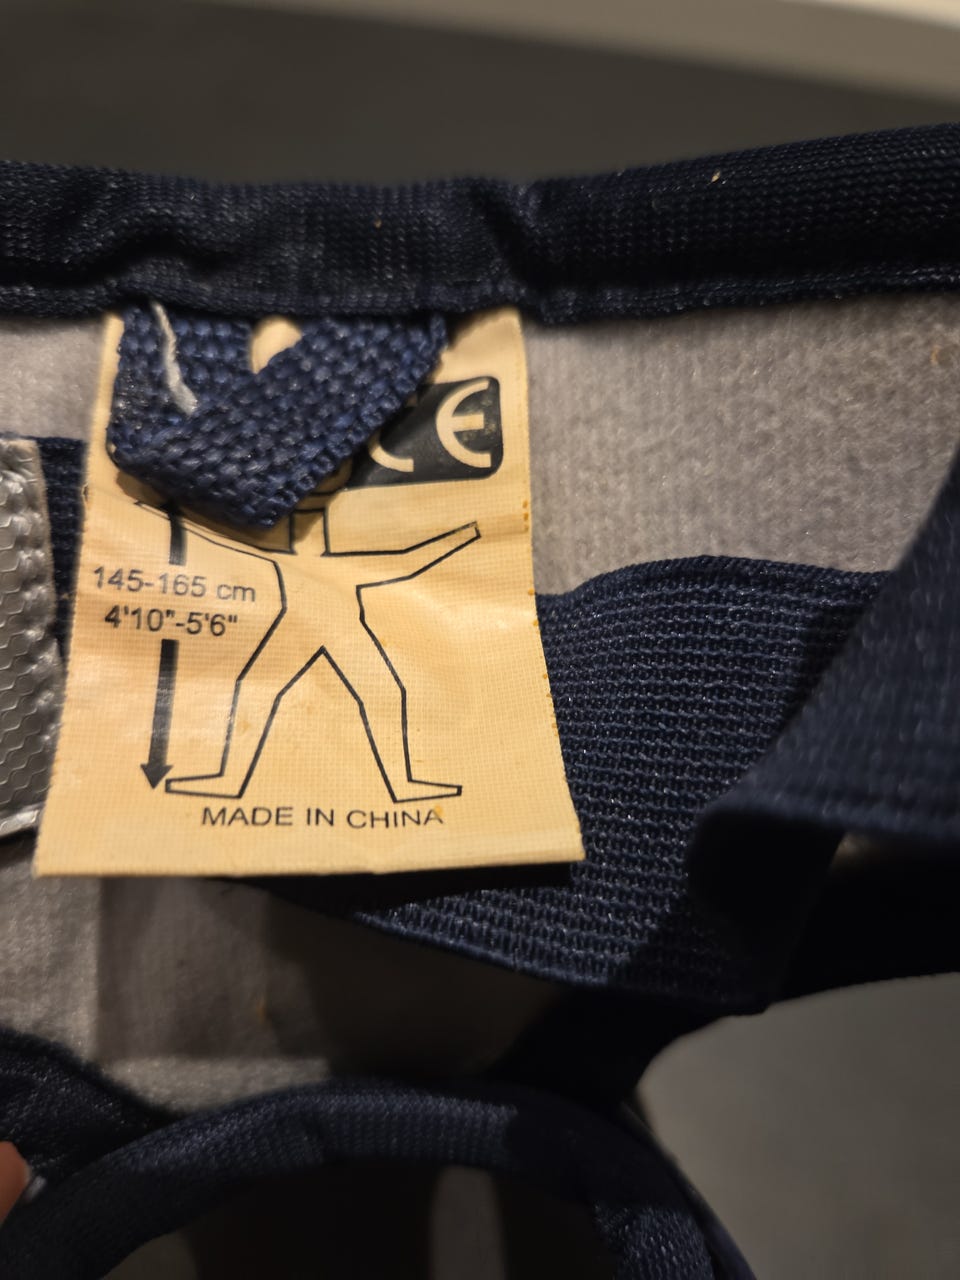 CE
145-165 cm
4'10"-5'6"
MADE IN CHINA